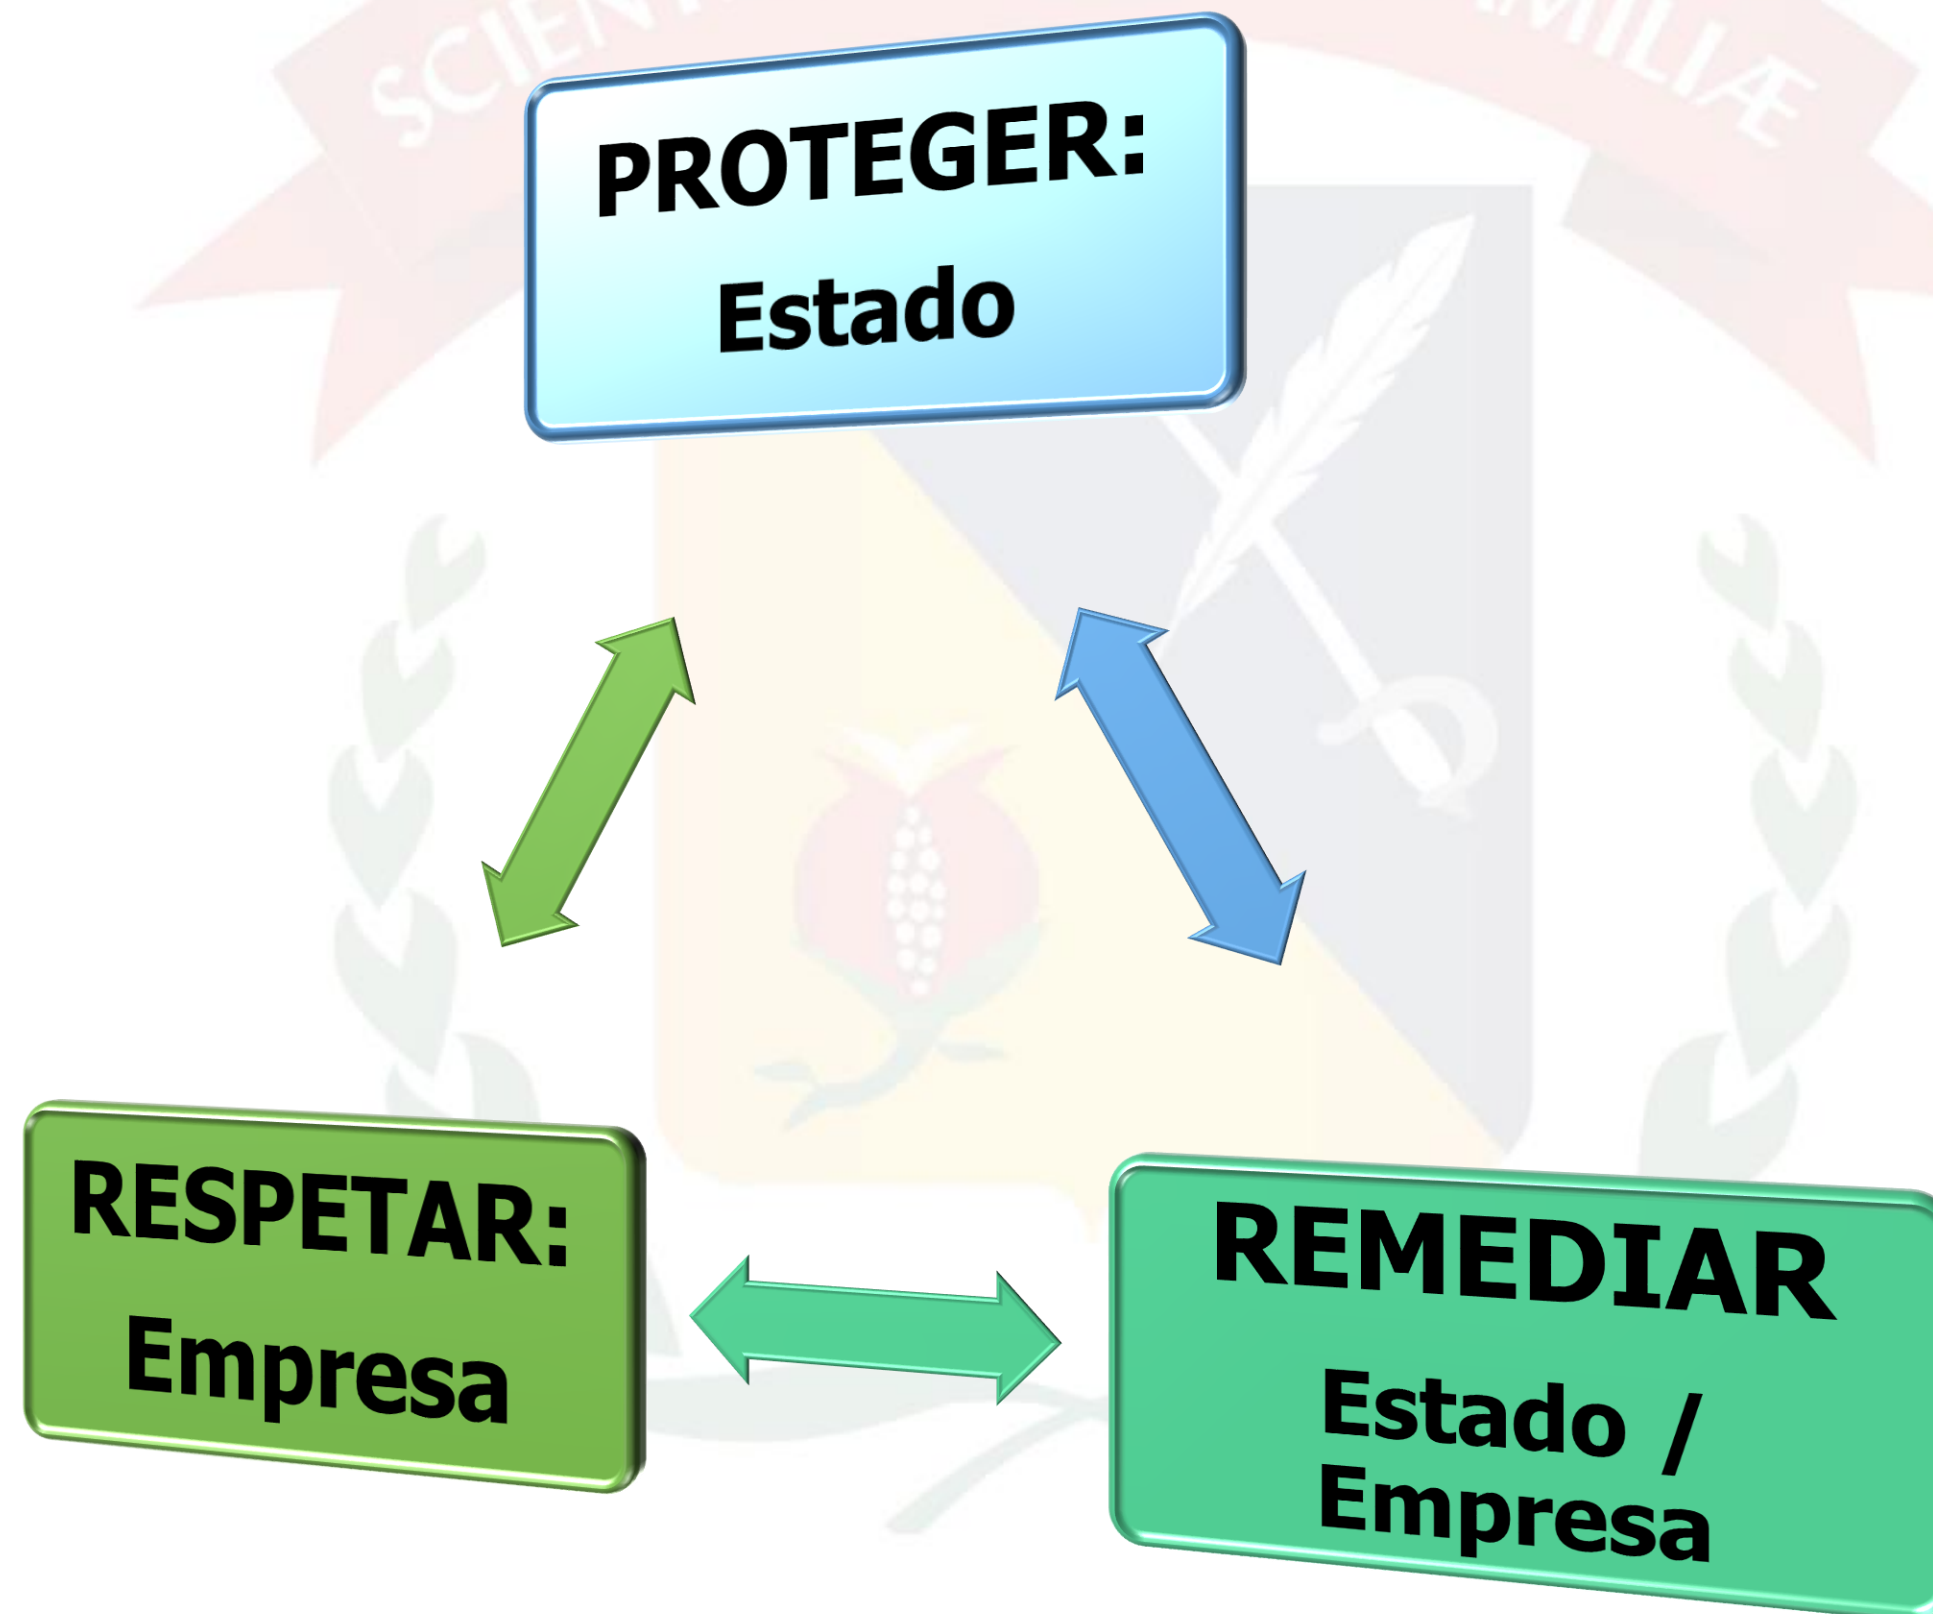 PROTEGER:
Estado
RESPETAR:
Empresa
REMEDIAR
Estado /
Empresa